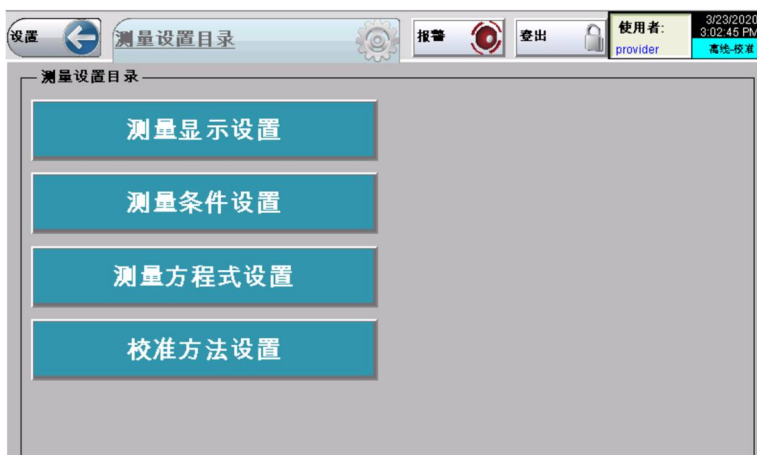 设置
测量设置目录
报警
登出
使用者:
provider
3/23/2020
3:02:45 PM
离线-校准
测量设置目录
测量显示设置
测量条件设置
测量方程式设置
校准方法设置